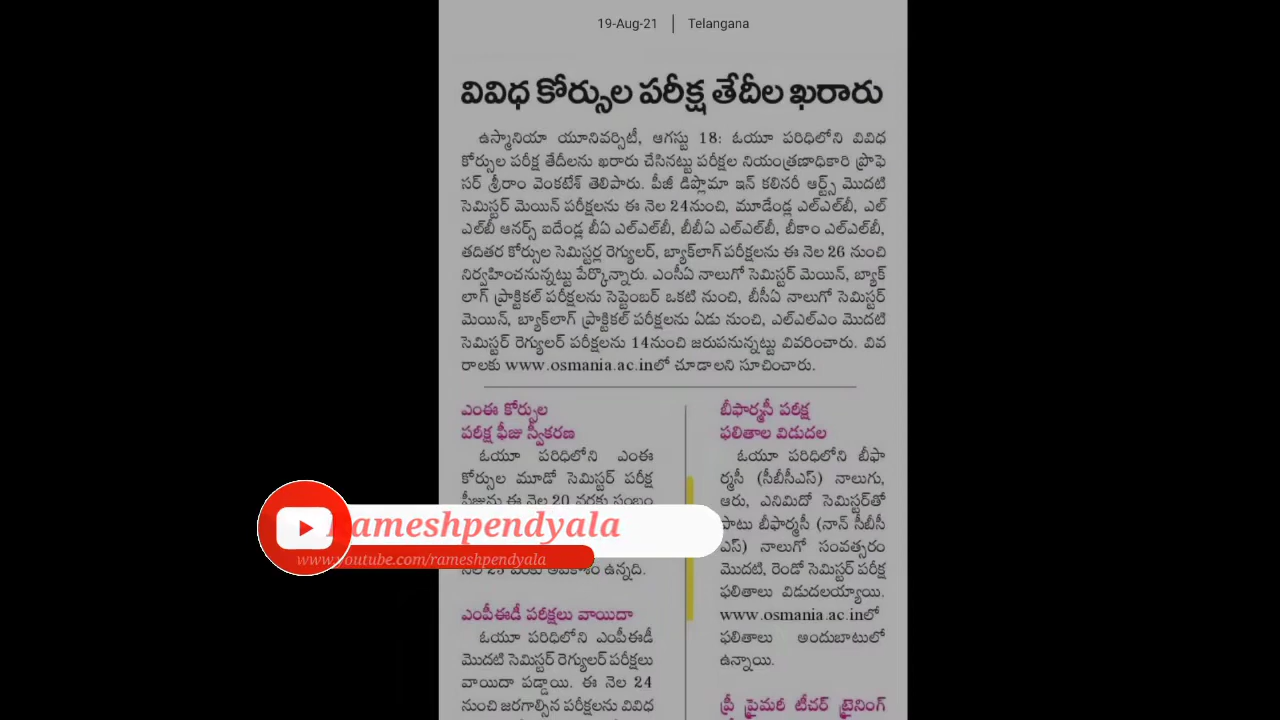 19-Aug-21 | Telangana
వివిధ కోర్సుల పరీక్ష తేదీల ఖరారు
ఉస్మానియా యూనివర్సిటీ, ఆగస్టు 18: ఓయూ పరిధిలోని వివిధ
కోర్సుల పరీక్ష తేదీలను ఖరారు చేసినట్టు పరీక్షల నియంత్రణాధికారి ప్రొఫె
సర్ శ్రీరాం వెంకటేశ్ తెలిపారు. పీజీ డిప్లొమా ఇన్ కలినరీ ఆర్ట్స్ మొదటి
సెమిస్టర్ మెయిన్ పరీక్షలను ఈ నెల 24నుంచి, మూడేండ్ల ఎల్ఎల్‌బీ, ఎల్
ఎల్‌బీ ఆనర్స్ ఐదేండ్ల బీఏ ఎల్ఎల్‌బీ, బీబీఏ ఎల్ఎల్‌బీ, బీకాం ఎల్ఎల్‌బీ,
తదితర కోర్సుల సెమిస్టర్ల రెగ్యులర్, బ్యాక్‌లాగ్ పరీక్షలను ఈ నెల 26 నుంచి
నిర్వహించనున్నట్టు పేర్కొన్నారు. ఎంసీఏ నాలుగో సెమిస్టర్ మెయిన్, బ్యాక్
లాగ్ ప్రాక్టికల్ పరీక్షలను సెప్టెంబర్ ఒకటి నుంచి, బీసీఏ నాలుగో సెమిస్టర్
మెయిన్, బ్యాక్‌లాగ్ ప్రాక్టికల్ పరీక్షలను ఏడు నుంచి, ఎల్ఎల్ఎం మొదటి
సెమిస్టర్ రెగ్యులర్ పరీక్షలను 14నుంచి జరుపనున్నట్టు వివరించారు. వివ
రాలకు www.osmania.ac.inలో చూడాలని సూచించారు.
ఎంఈ కోర్సుల
పరీక్ష ఫీజు స్వీకరణ
ఓయూ పరిధిలోని ఎంఈ
కోర్సుల మూడో సెమిస్టర్ పరీక్ష
ఫీజును ఈ నెల 20 వరకు
Rameshpendyala
www.youtube.com/rameshpendyala
నెల 25 వరకు అవకాశం ఉన్నది.
ఎంపీఈడీ పరీక్షలు వాయిదా
ఓయూ పరిధిలోని ఎంపీఈడీ
మొదటి సెమిస్టర్ రెగ్యులర్ పరీక్షలు
వాయిదా పడ్డాయి. ఈ నెల 24
నుంచి జరగాల్సిన పరీక్షలను వివిధ
బీఫార్మసీ పరీక్ష
ఫలితాల విడుదల
ఓయూ పరిధిలోని బీఫా
ర్మసీ (సీబీసీఎస్) నాలుగు,
ఆరు, ఎనిమిదో సెమిస్టర్‌తో
పాటు బీఫార్మసీ (నాన్ సీబీసీ
ఎస్) నాలుగో సంవత్సరం
మొదటి, రెండో సెమిస్టర్ పరీక్ష
ఫలితాలు విడుదలయ్యాయి.
www.osmania.ac.inలో
ఫలితాలు అందుబాటులో
ఉన్నాయి.
ప్రీ ప్రైమరీ టీచర్ ట్రైనింగ్